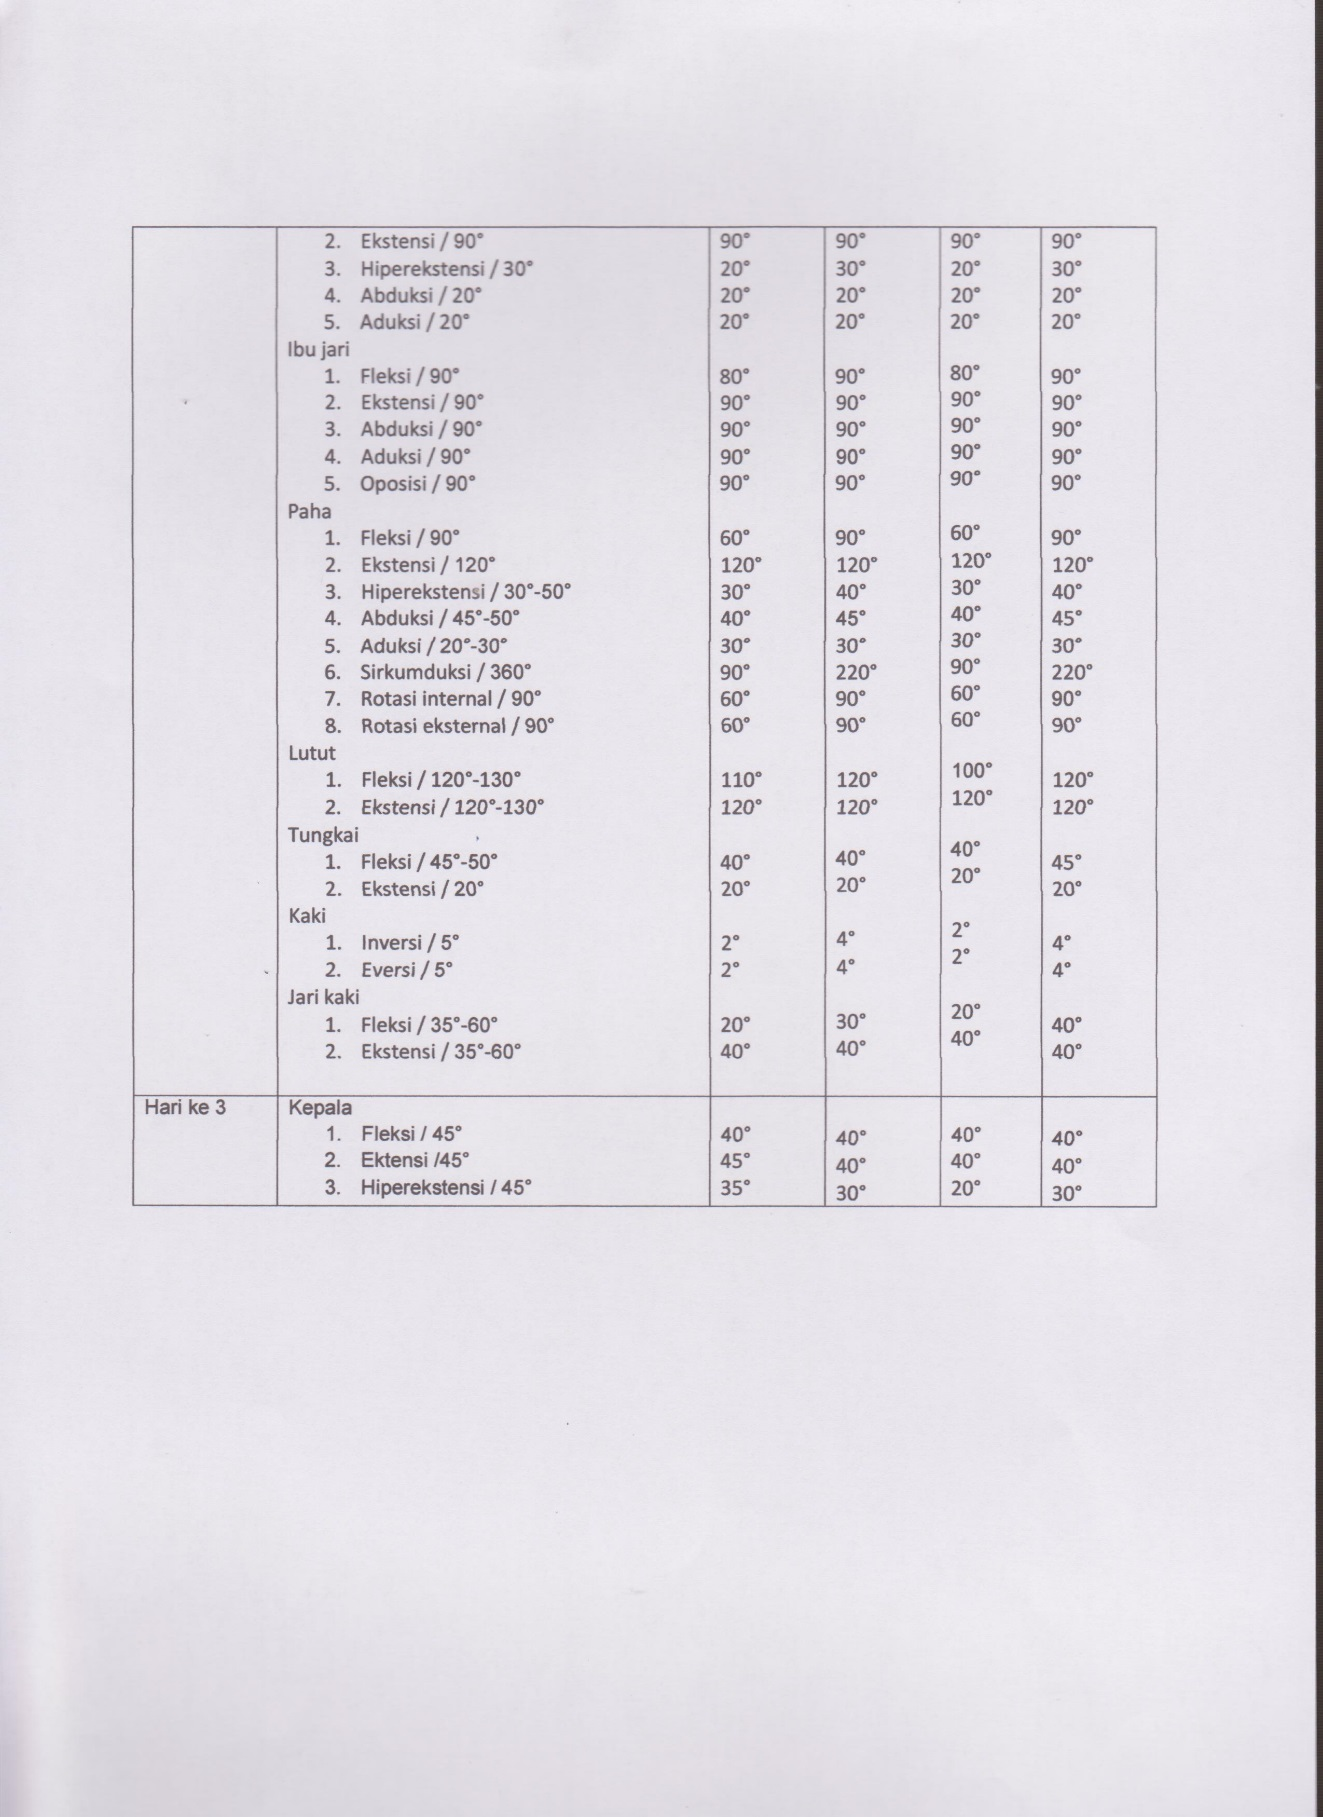 2. Ekstensi / 90° 90° 90° 90° 90°
3. Hiperekstensi / 30° 20° 30° 20° 30°
4. Abduksi / 20° 20° 20° 20° 20°
5. Aduksi / 20° 20° 20° 20° 20°
Ibu jari
1. Fleksi / 90° 80° 90° 80° 90°
2. Ekstensi / 90° 90° 90° 90° 90°
3. Abduksi / 90° 90° 90° 90° 90°
4. Aduksi / 90° 90° 90° 90° 90°
5. Oposisi / 90° 90° 90° 90° 90°
Paha
1. Fleksi / 90° 60° 90° 60° 90°
2. Ekstensi / 120° 120° 120° 120° 120°
3. Hiperekstensi / 30°-50° 30° 40° 30° 40°
4. Abduksi / 45°-50° 40° 45° 40° 45°
5. Aduksi / 20°-30° 30° 30° 30° 30°
6. Sirkumduksi / 360° 90° 220° 90° 220°
7. Rotasi internal / 90° 60° 90° 60° 90°
8. Rotasi eksternal / 90° 60° 90° 60° 90°
Lutut
1. Fleksi / 120°-130° 110° 120° 100° 120°
2. Ekstensi / 120°-130° 120° 120° 120° 120°
Tungkai
1. Fleksi / 45°-50° 40° 40° 40° 45°
2. Ekstensi / 20° 20° 20° 20° 20°
Kaki
1. Inversi / 5° 2° 4° 2° 4°
2. Eversi / 5° 2° 4° 2° 4°
Jari kaki
1. Fleksi / 35°-60° 20° 30° 20° 40°
2. Ekstensi / 35°-60° 40° 40° 40° 40°
Hari ke 3 Kepala
1. Fleksi / 45° 40° 40° 40° 40°
2. Ektensi /45° 45° 40° 40° 40°
3. Hiperekstensi / 45° 35° 30° 20° 30°